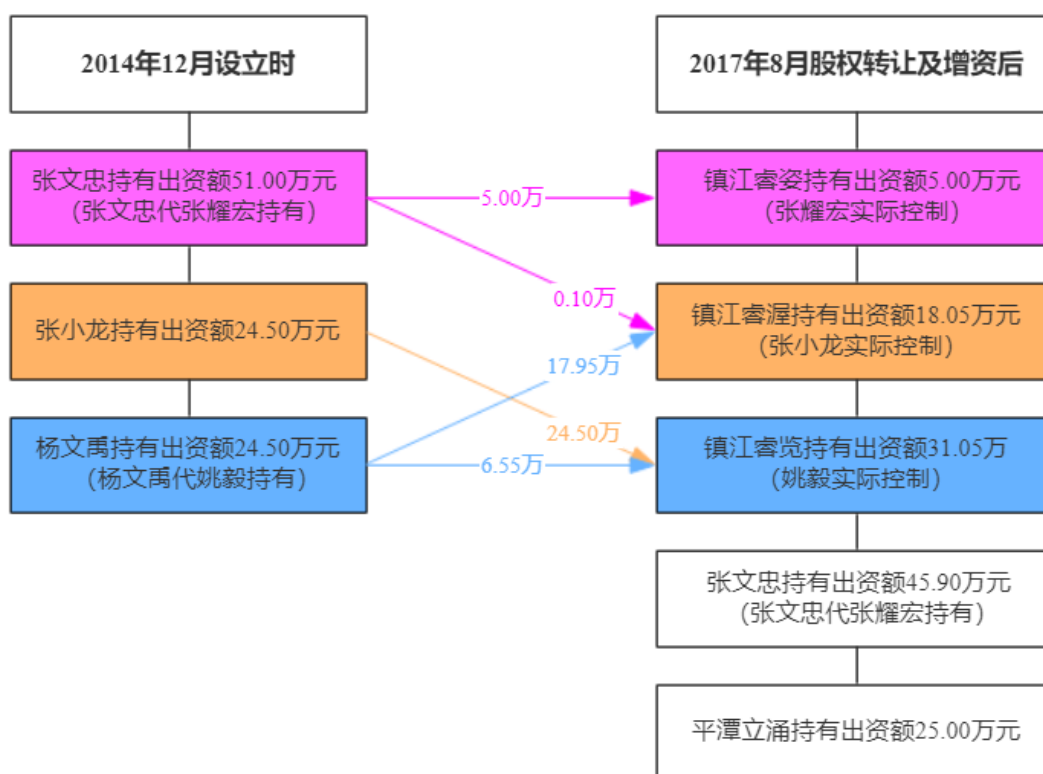 2014年12月设立时
2017年8月股权转让及增资后
张文忠持有出资额51.00万元
(张文忠代张耀宏持有)
5.00万
镇江睿姿持有出资额5.00万元
(张耀宏实际控制)
0.10万
张小龙持有出资额24.50万元
镇江睿渥持有出资额18.05万元
(张小龙实际控制)
17.95万
24.50万
杨文禹持有出资额24.50万元
(杨文禹代姚毅持有)
6.55万
镇江睿览持有出资额31.05万
(姚毅实际控制)
张文忠持有出资额45.90万元
(张文忠代张耀宏持有)
平潭立涌持有出资额25.00万元